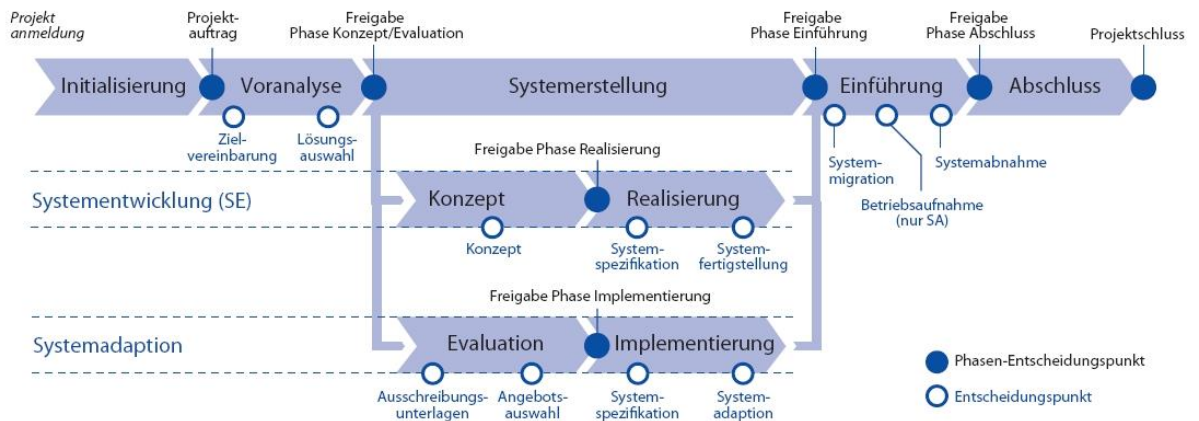 Projekt
anmeldung
Projekt-
auftrag
Freigabe
Phase Konzept/Evaluation
Freigabe
Phase Einführung
Freigabe
Phase Abschluss
Projektschluss
Initialisierung
Voranalyse
Systemerstellung
Einführung
Abschluss
Ziel-
vereinbarung
Lösungs-
auswahl
System-
migration
Betriebsaufnahme
(nur SA)
Systemabnahme
Freigabe Phase Realisierung
Systementwicklung (SE)
Konzept
Realisierung
Konzept
System-
spezifikation
System-
fertigstellung
Freigabe Phase Implementierung
Systemadaption
Evaluation
Implementierung
Ausschreibungs-
unterlagen
Angebots-
auswahl
System-
spezifikation
System-
adaption
Phasen-Entscheidungspunkt
Entscheidungspunkt